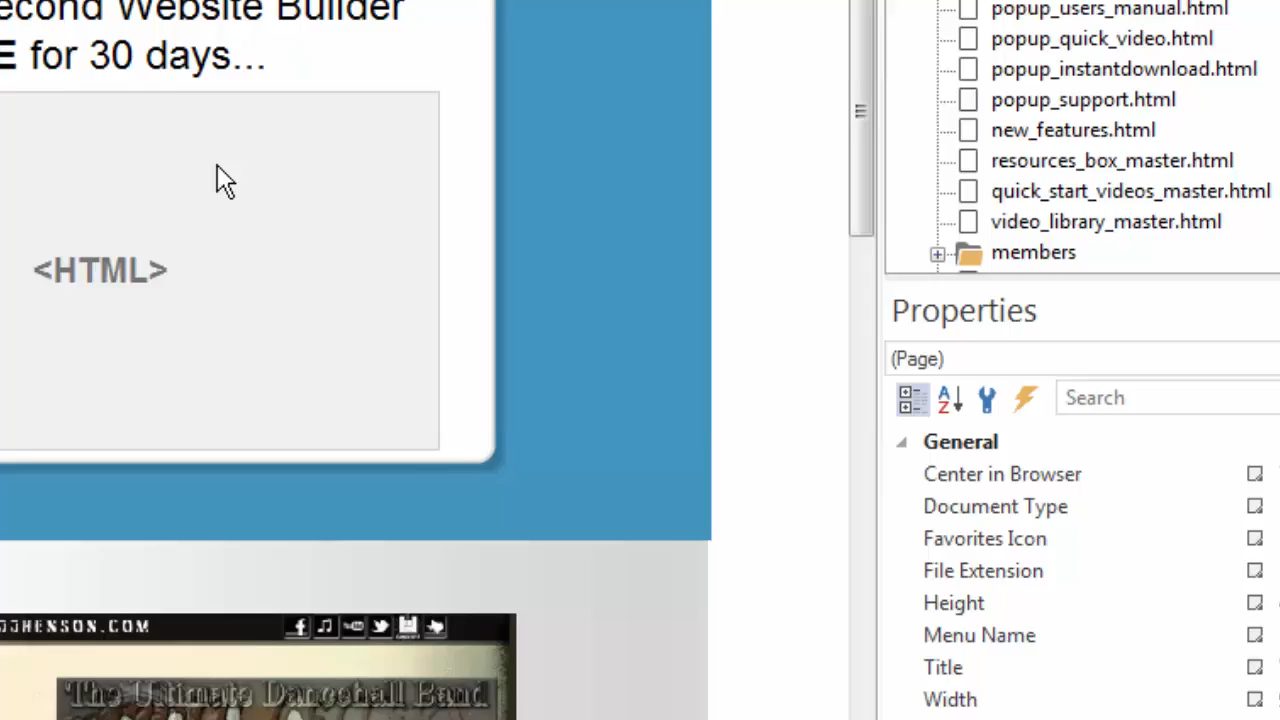 econd Website Builder
E for 30 days...
<HTML>
JJHENSON.COM
The Ultimate Dancehall Band
popup_users_manual.html
popup_quick_video.html
popup_instantdownload.html
popup_support.html
new_features.html
resources_box_master.html
quick_start_videos_master.html
video_library_master.html
members
Properties
(Page)
Search
General
Center in Browser
Document Type
Favorites Icon
File Extension
Height
Menu Name
Title
Width